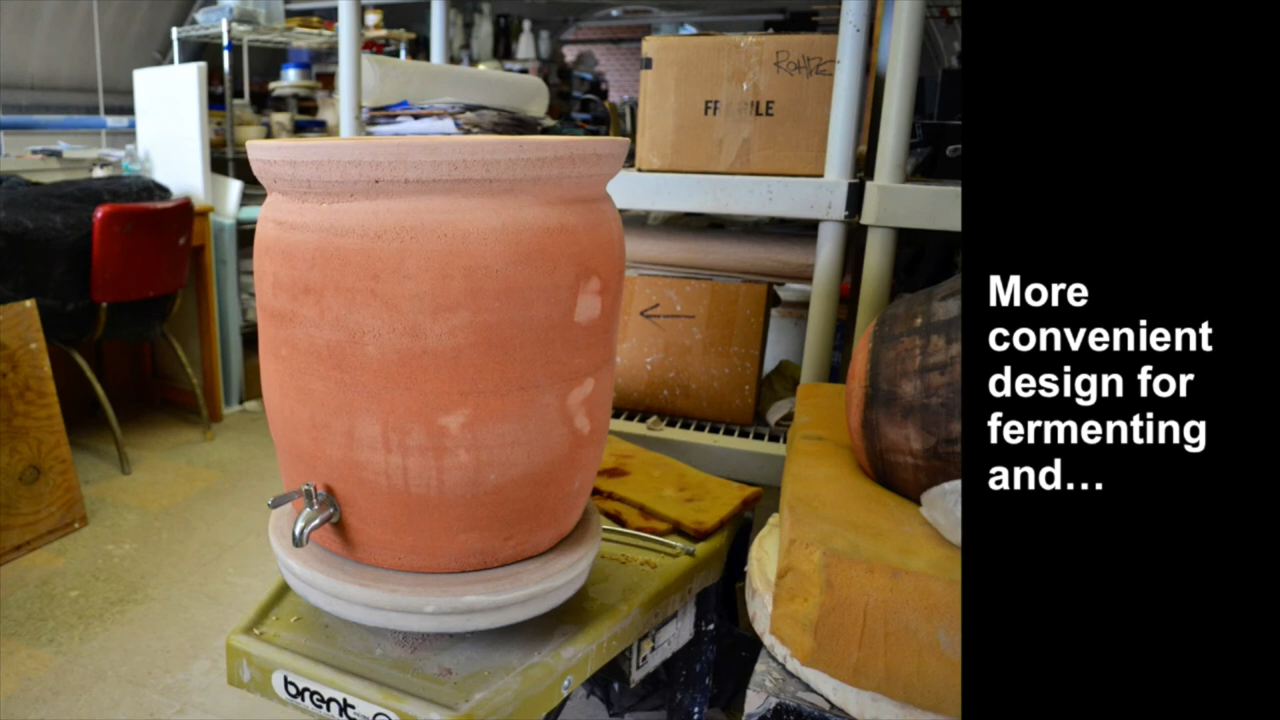 FRAGILE
brent
More
convenient
design for
fermenting
and…